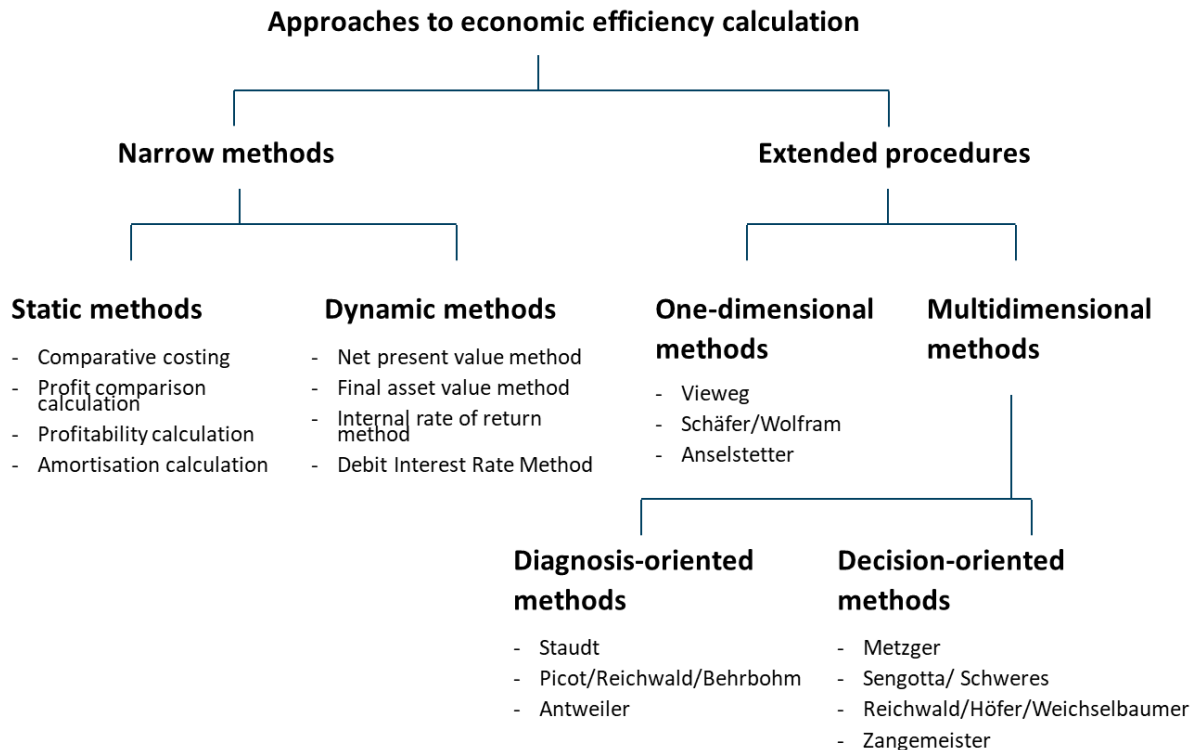 Approaches to economic efficiency calculation
Narrow methods
Extended procedures
Static methods
- Comparative costing
- Profit comparison
calculation
- Profitability calculation
- Amortisation calculation
Dynamic methods
- Net present value method
- Final asset value method
- Internal rate of return
method
- Debit Interest Rate Method
One-dimensional
methods
- Vieweg
- Schäfer/Wolfram
- Anselstetter
Multidimensional
methods
Diagnosis-oriented
methods
- Staudt
- Picot/Reichwald/Behrbohm
- Antweiler
Decision-oriented
methods
- Metzger
- Sengotta/ Schweres
- Reichwald/Höfer/Weichselbaumer
- Zangemeister